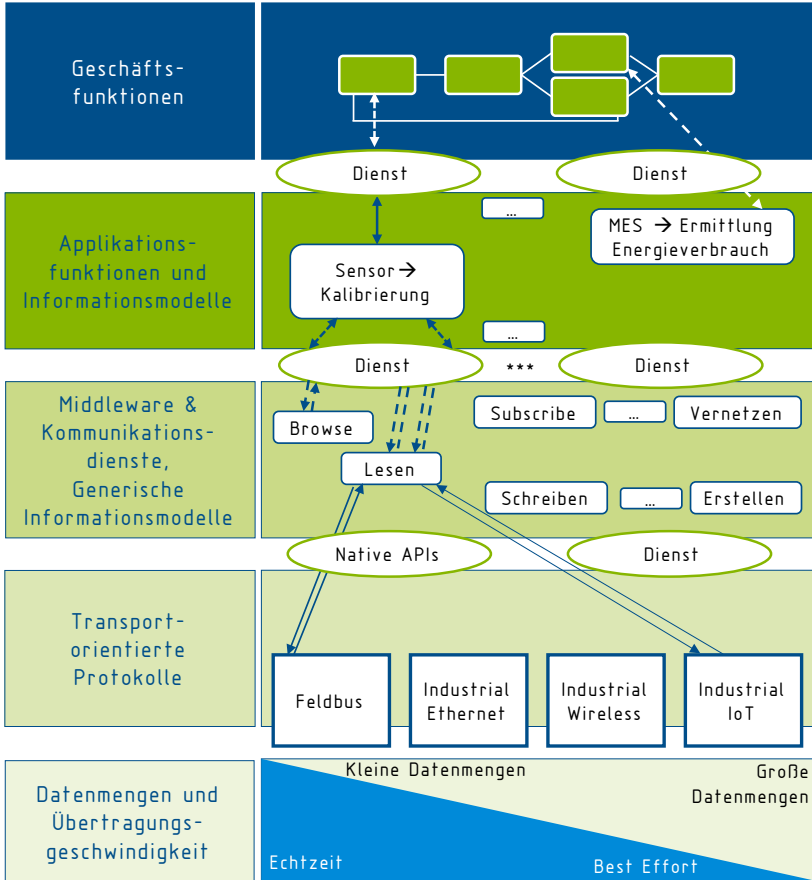 Geschäfts-
funktionen
Dienst
Dienst
Applikations-
funktionen und
Informationsmodelle
...
MES → Ermittlung
Energieverbrauch
Sensor →
Kalibrierung
...
Dienst
***
Dienst
Middleware &
Kommunikations-
dienste,
Generische
Informationsmodelle
Browse
Subscribe
...
Vernetzen
Lesen
Schreiben
...
Erstellen
Native APIs
Dienst
Transport-
orientierte
Protokolle
Feldbus
Industrial
Ethernet
Industrial
Wireless
Industrial
IoT
Datenmengen und
Übertragungs-
geschwindigkeit
Kleine Datenmengen
Große
Datenmengen
Echtzeit
Best Effort